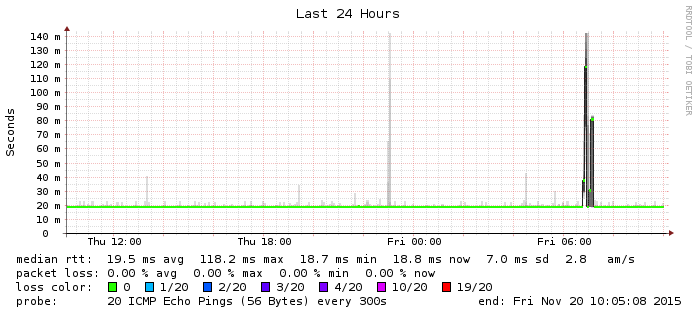 Last 24 Hours
RRDTOOL / TOBI OETIKER
Seconds
140 m
130 m
120 m
110 m
100 m
90 m
80 m
70 m
60 m
50 m
40 m
30 m
20 m
10 m
0
Thu 12:00 Thu 18:00 Fri 00:00 Fri 06:00
median rtt: 19.5 ms avg 118.2 ms max 18.7 ms min 18.8 ms now 7.0 ms sd 2.8 am/s
packet loss: 0.00 % avg 0.00 % max 0.00 % min 0.00 % now
loss color: 0 1/20 2/20 3/20 4/20 10/20 19/20
probe: 20 ICMP Echo Pings (56 Bytes) every 300s end: Fri Nov 20 10:05:08 2015